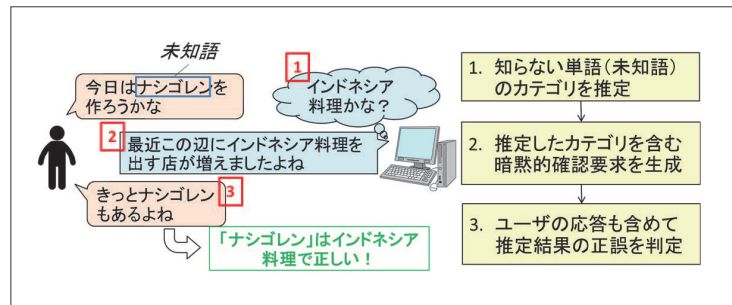 未知語
今日はナシゴレンを
作ろうかな
1
インドネシア
料理かな？
2
最近この辺にインドネシア料理を
出す店が増えましたよね
きっとナシゴレン
もあるよね
3
「ナシゴレン」はインドネシア
料理で正しい！
1. 知らない単語（未知語）
のカテゴリを推定
2. 推定したカテゴリを含む
暗黙的確認要求を生成
3. ユーザの応答も含めて
推定結果の正誤を判定